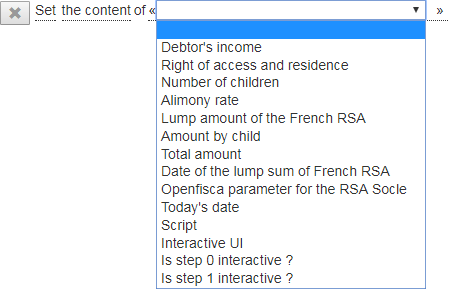 Set the content of « »
Debtor's income
Right of access and residence
Number of children
Alimony rate
Lump amount of the French RSA
Amount by child
Total amount
Date of the lump sum of French RSA
Openfisca parameter for the RSA Socle
Today's date
Script
Interactive UI
Is step 0 interactive ?
Is step 1 interactive ?